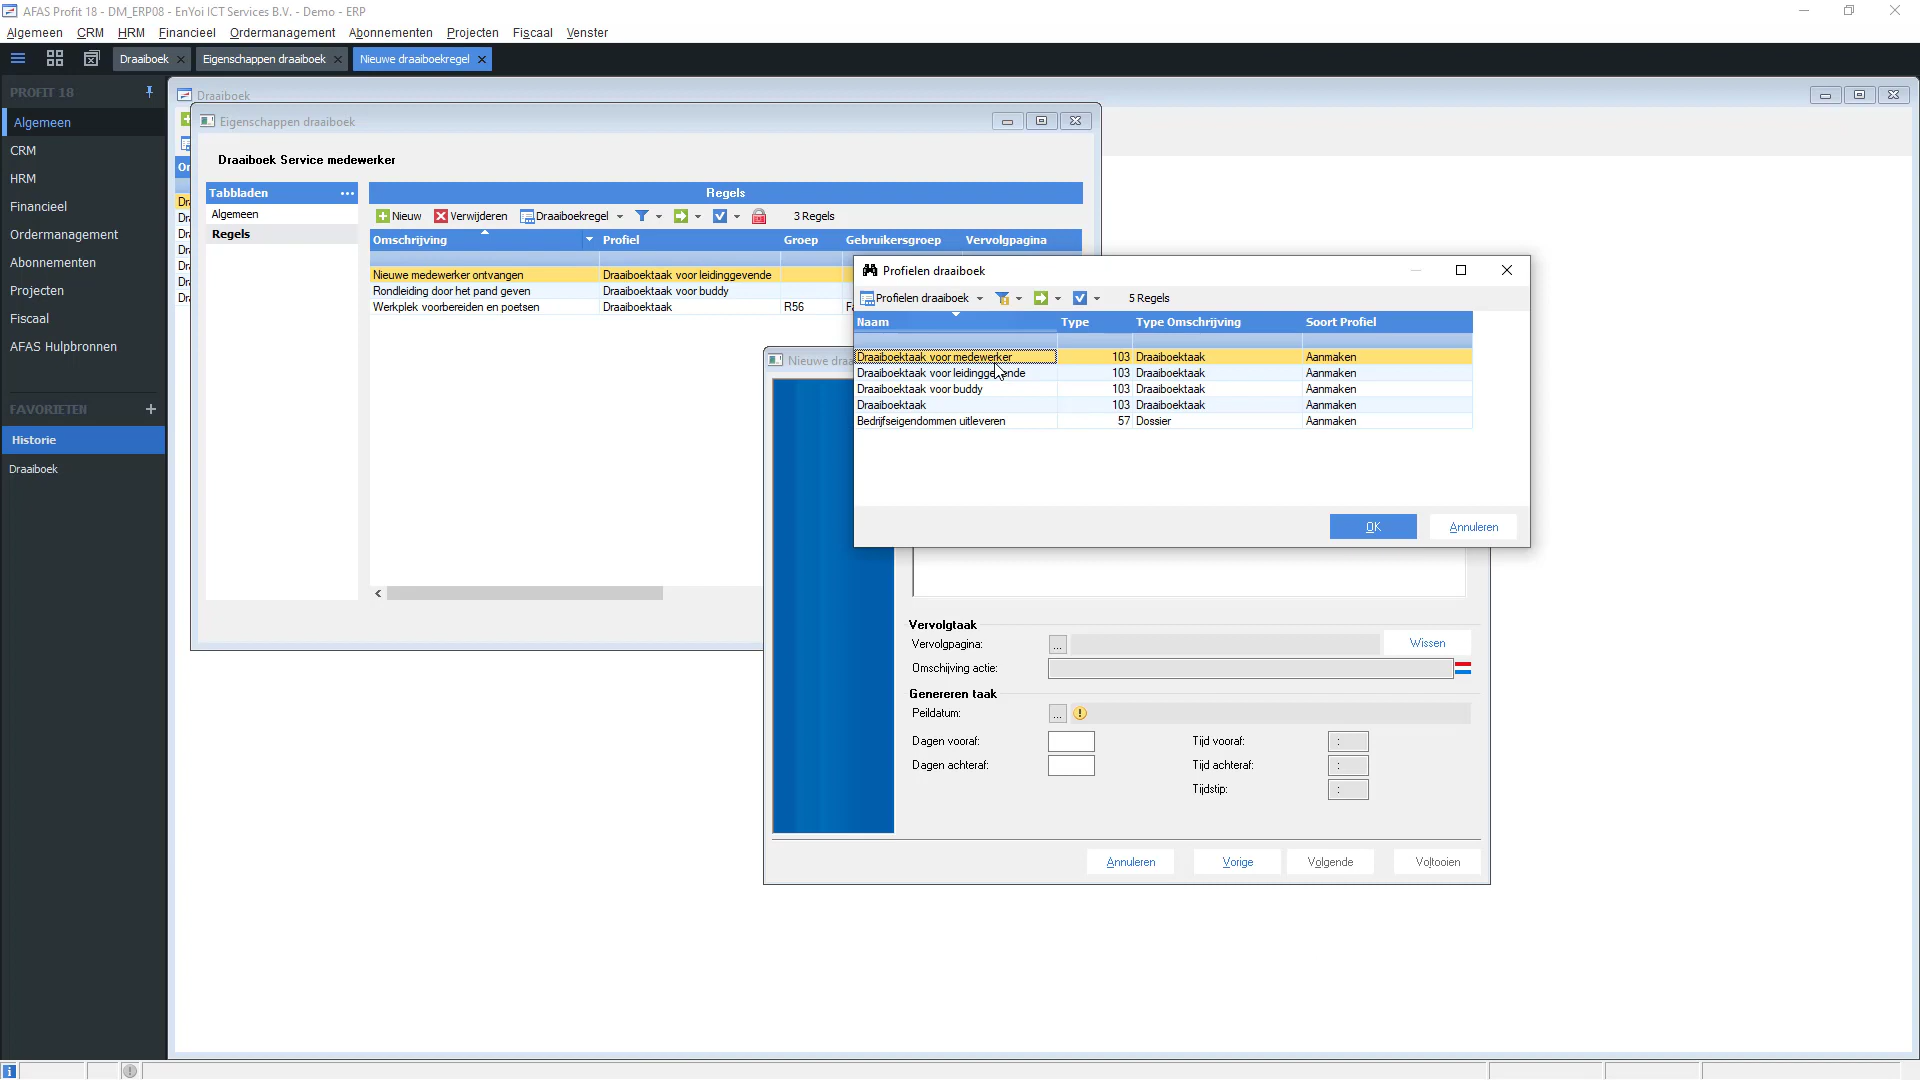 AFAS Profit 18 - DM_ERP08 - EnYoi ICT Services B.V. - Demo - ERP
Algemeen CRM HRM Financieel Ordermanagement Abonnementen Projecten Fiscaal Venster
Draaiboek Eigenschappen draaiboek Nieuwe draaiboekregel
PROFIT 18
Algemeen
CRM
HRM
Financieel
Ordermanagement
Abonnementen
Projecten
Fiscaal
AFAS Hulpbronnen
FAVORIETEN
Historie
Draaiboek
Draaiboek
Eigenschappen draaiboek
Draaiboek Service medewerker
Tabbladen ...
Algemeen
Regels
Regels
Nieuw Verwijderen Draaiboekregel 3 Regels
Omschrijving Profiel Groep Gebruikersgroep Vervolgpagina
Nieuwe medewerker ontvangen Draaiboektaak voor leidinggevende
Rondleiding door het pand geven Draaiboektaak voor buddy
Werkplek voorbereiden en poetsen Draaiboektaak R56
Profielen draaiboek
Profielen draaiboek 5 Regels
Naam Type Type Omschrijving Soort Profiel
Draaiboektaak voor medewerker 103 Draaiboektaak Aanmaken
Draaiboektaak voor leidinggevende 103 Draaiboektaak Aanmaken
Draaiboektaak voor buddy 103 Draaiboektaak Aanmaken
Draaiboektaak 103 Draaiboektaak Aanmaken
Bedrijfseigendommen uitleveren 57 Dossier Aanmaken
OK Annuleren
Nieuwe draa
Vervolgtaak
Vervolgpagina: ... Wissen
Omschijving actie:
Genereren taak
Peildatum: ...
Dagen vooraf: Tijd vooraf: :
Dagen achteraf: Tijd achteraf: :
Tijdstip: :
Annuleren Vorige Volgende Voltooien